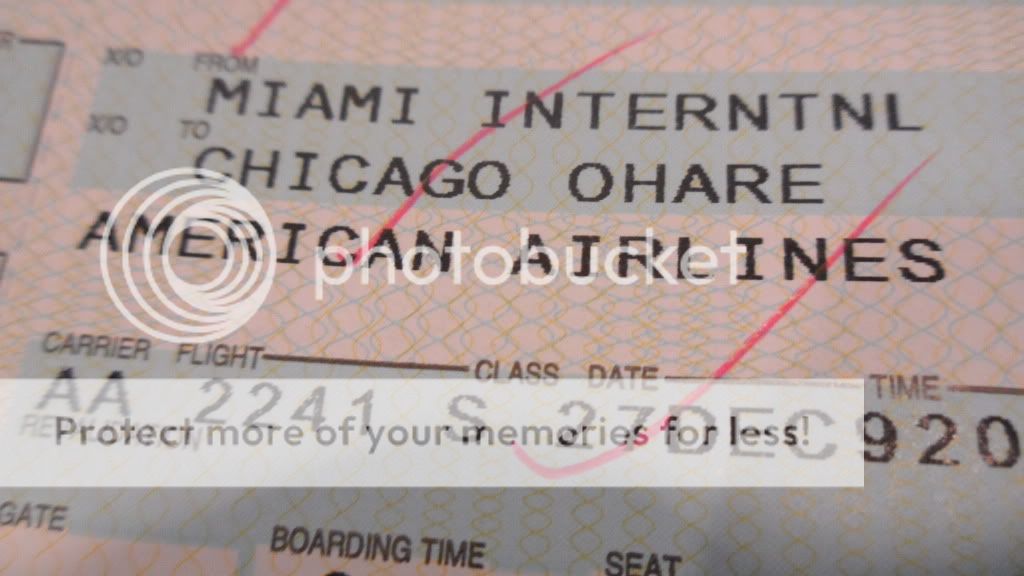 X/O FROM
MIAMI INTERNTNL
X/O TO
CHICAGO OHARE
AMERICAN AIRLINES
photobucket
CARRIER FLIGHT CLASS DATE TIME
AA 2241 S 27DEC 920
Protect more of your memories for less!
GATE
BOARDING TIME
SEAT